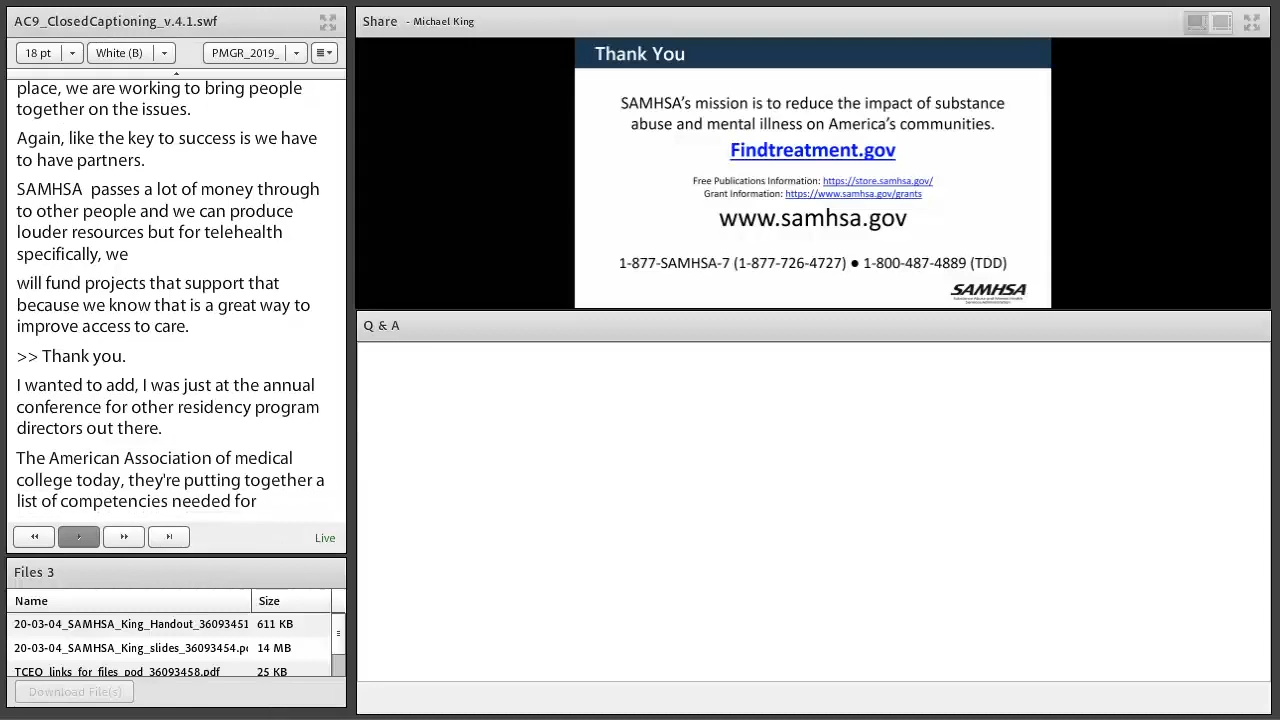 AC9_ClosedCaptioning_v.4.1.swf
18 pt
White (B)
PMGR_2019_
place, we are working to bring people
together on the issues.
Again, like the key to success is we have
to have partners.
SAMHSA passes a lot of money through
to other people and we can produce
louder resources but for telehealth
specifically, we
will fund projects that support that
because we know that is a great way to
improve access to care.
>> Thank you.
I wanted to add, I was just at the annual
conference for other residency program
directors out there.
The American Association of medical
college today, they're putting together a
list of competencies needed for
Live
Files 3
Name Size
20-03-04_SAMHSA_King_Handout_36093451 611 KB
20-03-04_SAMHSA_King_slides_36093454.pc 14 MB
TCEO_links_for_files_pod_36093458.pdf 25 KB
Download File(s)
Share - Michael King
Thank You
SAMHSA's mission is to reduce the impact of substance
abuse and mental illness on America's communities.
Findtreatment.gov
Free Publications Information: https://store.samhsa.gov/
Grant Information: https://www.samhsa.gov/grants
www.samhsa.gov
1-877-SAMHSA-7 (1-877-726-4727) ● 1-800-487-4889 (TDD)
SAMHSA
Substance Abuse and Mental Health
Services Administration
Q & A